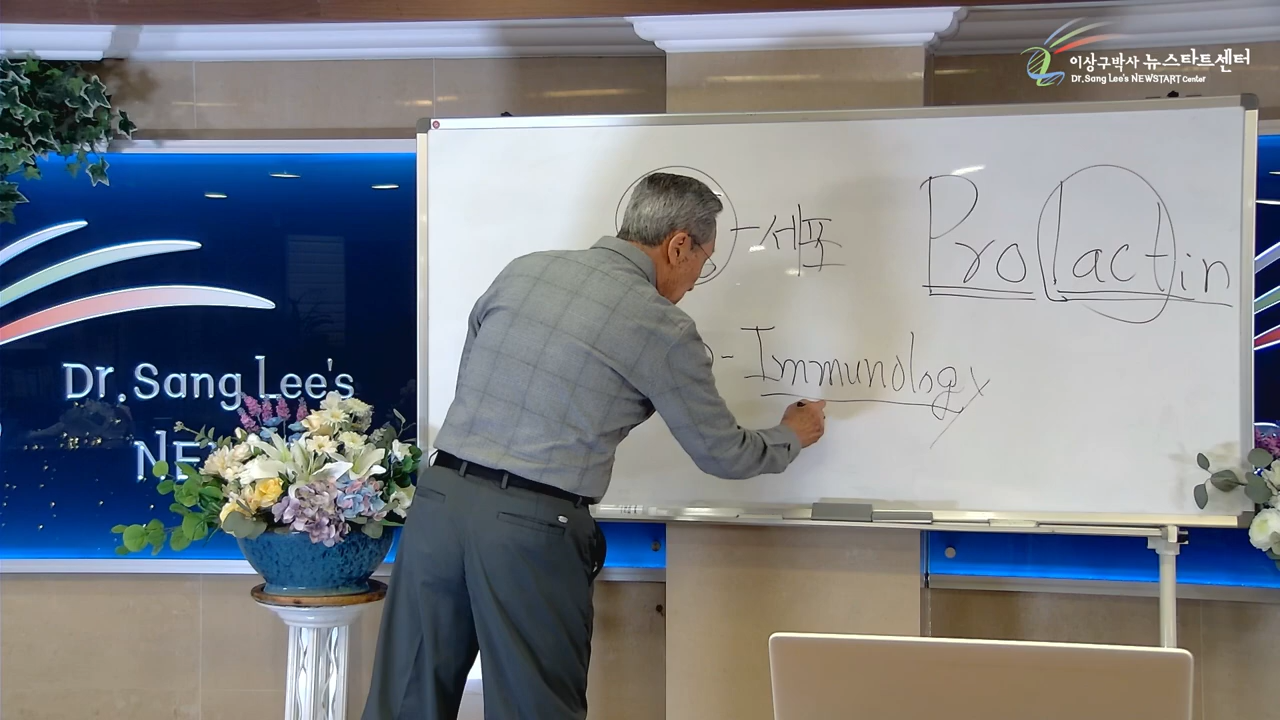 이상구박사 뉴스타트센터
Dr. Sang Lee's NEWSTART Center
-세포
Prolactin
-Immunology
Dr. Sang Lee's